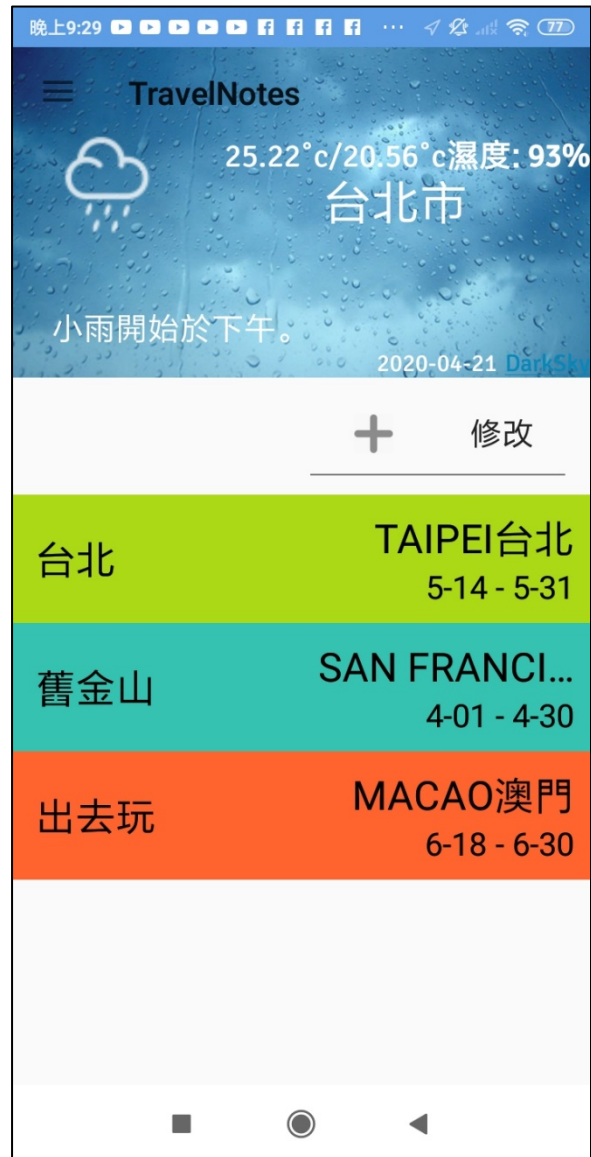 晚上9:29 ... 77
TravelNotes
25.22°c/20.56°c濕度: 93%
台北市
小雨開始於下午。
2020-04-21 DarkSky
修改
台北
TAIPEI台北
5-14 - 5-31
舊金山
SAN FRANCI...
4-01 - 4-30
出去玩
MACAO澳門
6-18 - 6-30